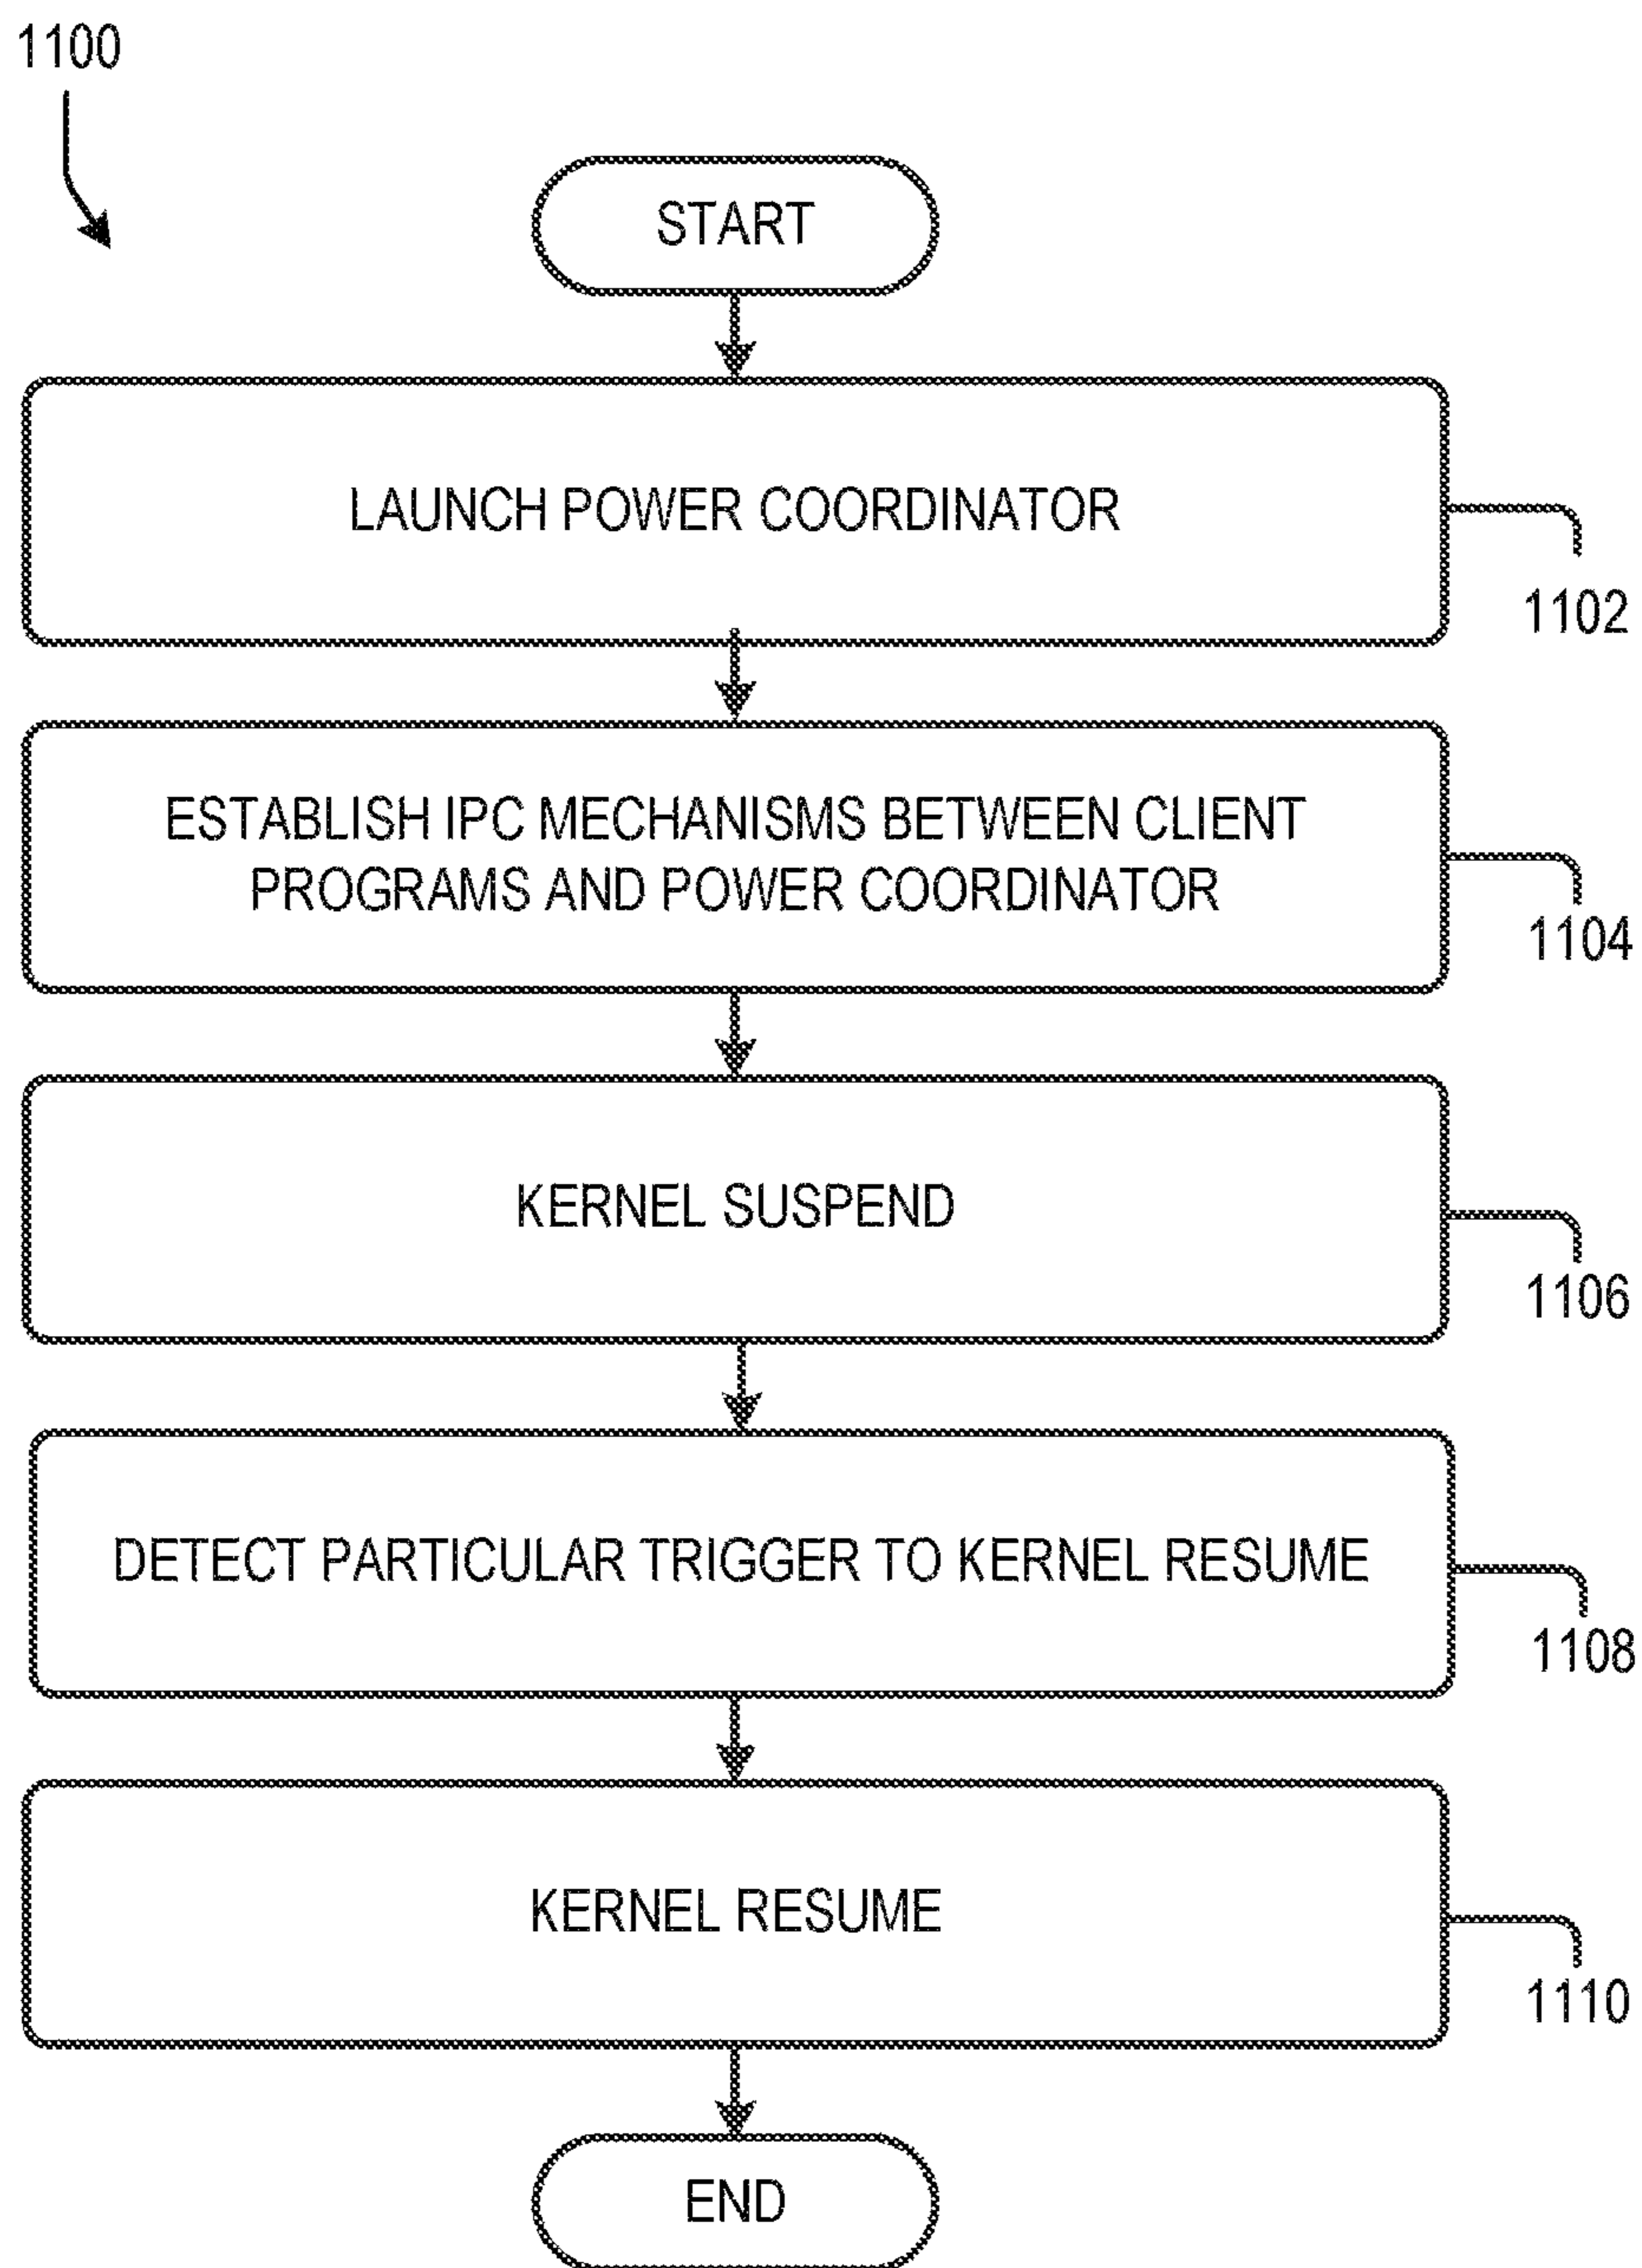 1100
START
LAUNCH POWER COORDINATOR
1102
ESTABLISH IPC MECHANISMS BETWEEN CLIENT
PROGRAMS AND POWER COORDINATOR
1104
KERNEL SUSPEND
1106
DETECT PARTICULAR TRIGGER TO KERNEL RESUME
1108
KERNEL RESUME
1110
END